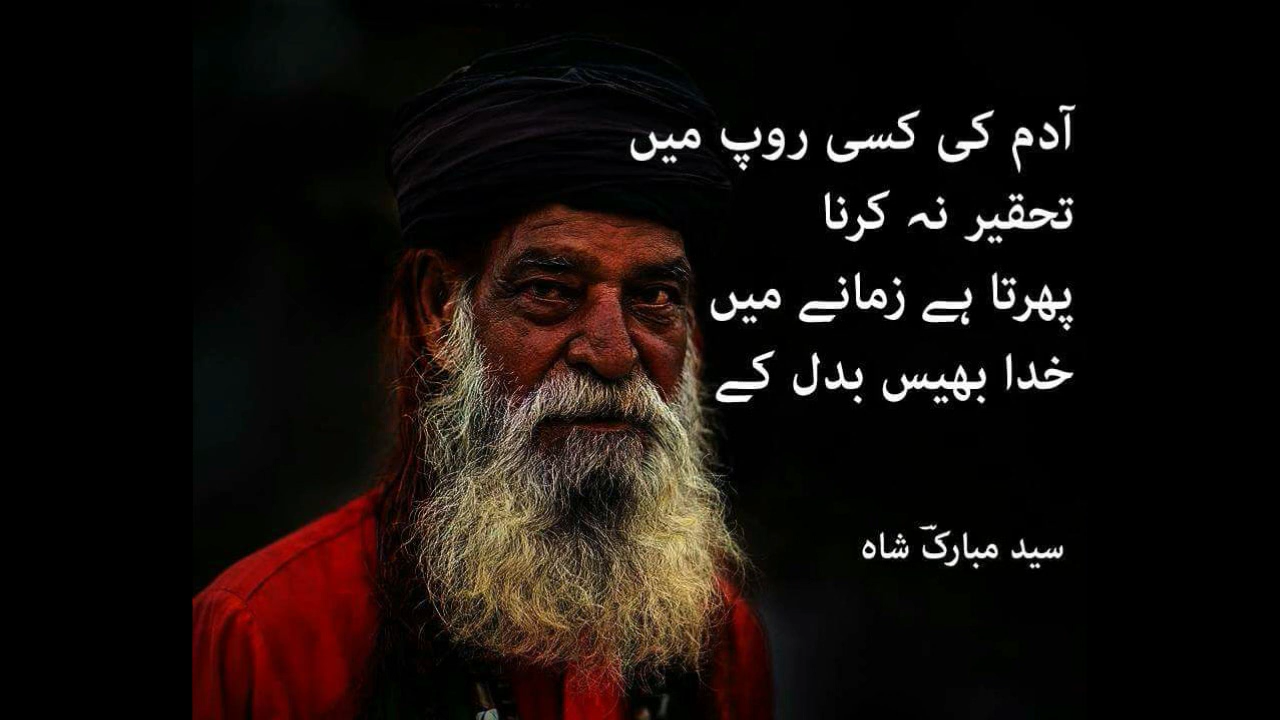 آدم کی کسی روپ میں
تحقیر نہ کرنا
پھرتا ہے زمانے میں
خدا بھیس بدل کے
سید مبارکؔ شاہ